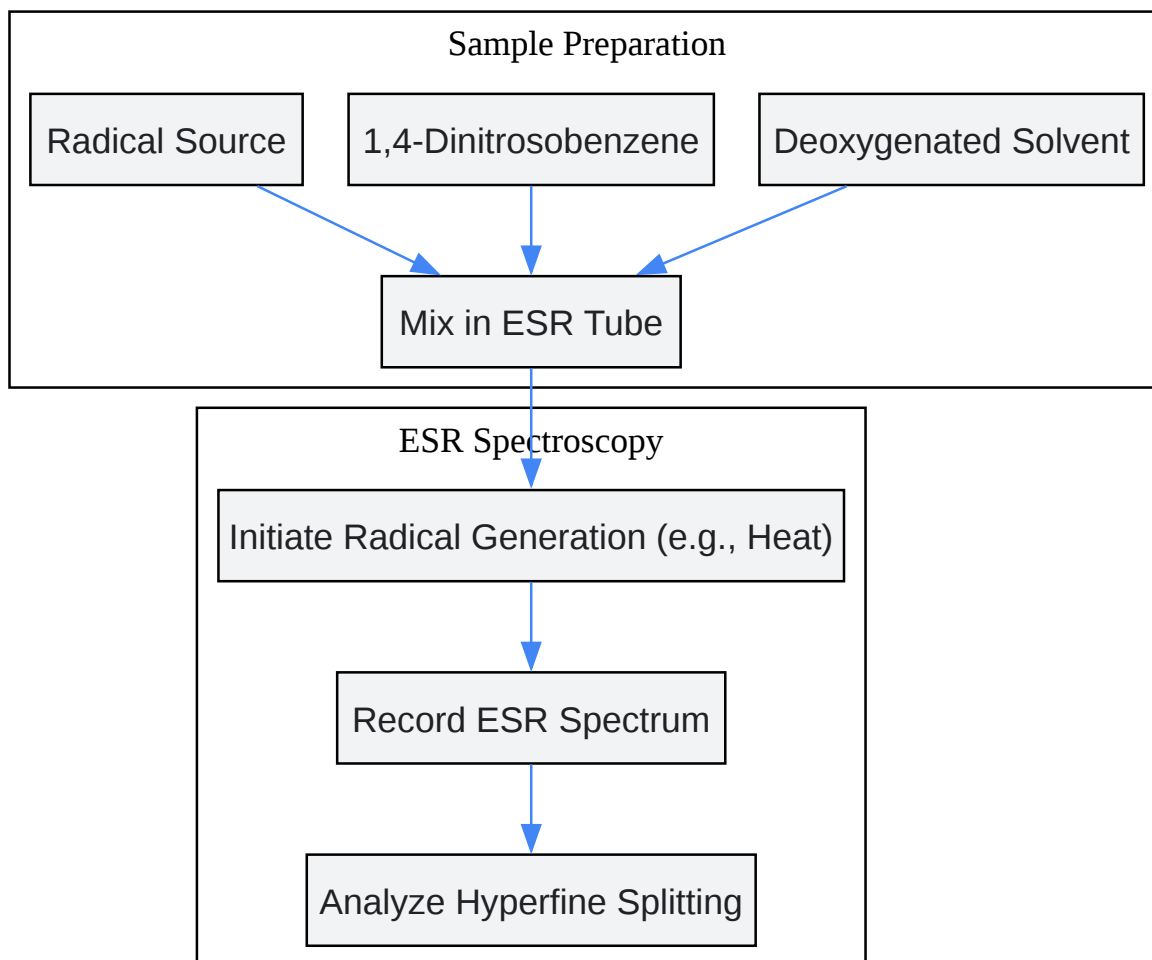 Sample Preparation
Radical Source
1,4-Dinitrosobenzene
Deoxygenated Solvent
Mix in ESR Tube
ESR Spectroscopy
Initiate Radical Generation (e.g., Heat)
Record ESR Spectrum
Analyze Hyperfine Splitting